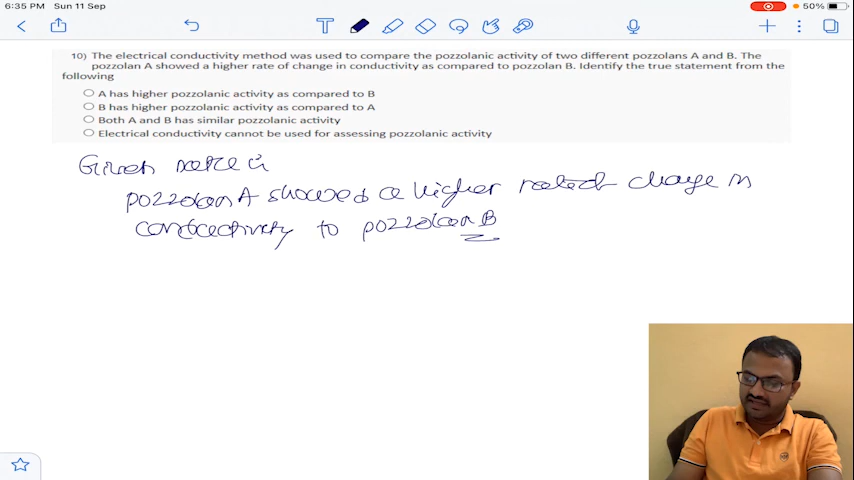 6:35 PM Sun 11 Sep
50%
10) The electrical conductivity method was used to compare the pozzolanic activity of two different pozzolans A and B. The
pozzolan A showed a higher rate of change in conductivity as compared to pozzolan B. Identify the true statement from the
following
A has higher pozzolanic activity as compared to B
B has higher pozzolanic activity as compared to A
Both A and B has similar pozzolanic activity
Electrical conductivity cannot be used for assessing pozzolanic activity
Given
pozzolan A showed a higher rate of change in
conductivity to pozzolan B